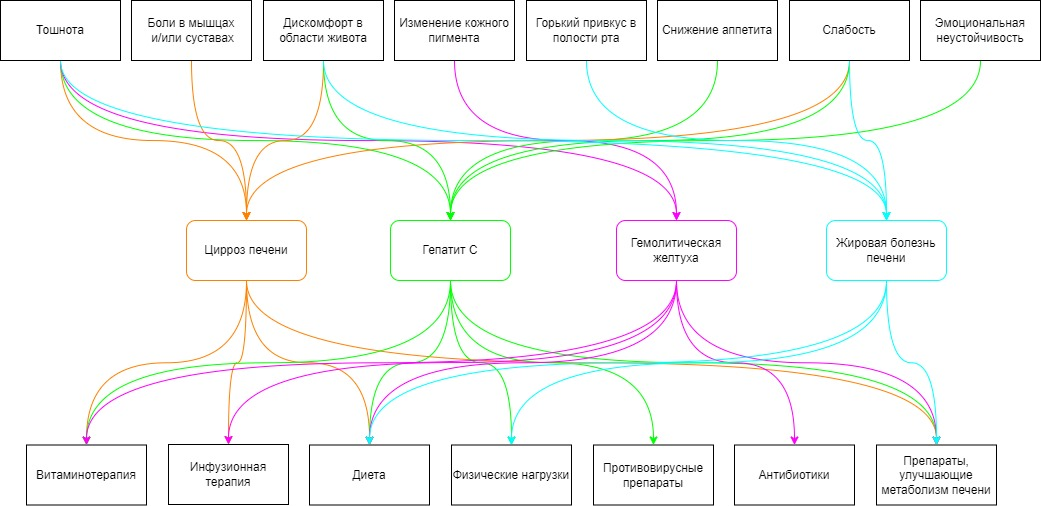 Тошнота
Боли в мышцах
и/или суставах
Дискомфорт в
области живота
Изменение кожного
пигмента
Горький привкус в
полости рта
Снижение аппетита
Слабость
Эмоциональная
неустойчивость
Цирроз печени
Гепатит С
Гемолитическая
желтуха
Жировая болезнь
печени
Витаминотерапия
Инфузионная
терапия
Диета
Физические нагрузки
Противовирусные
препараты
Антибиотики
Препараты,
улучшающие
метаболизм печени